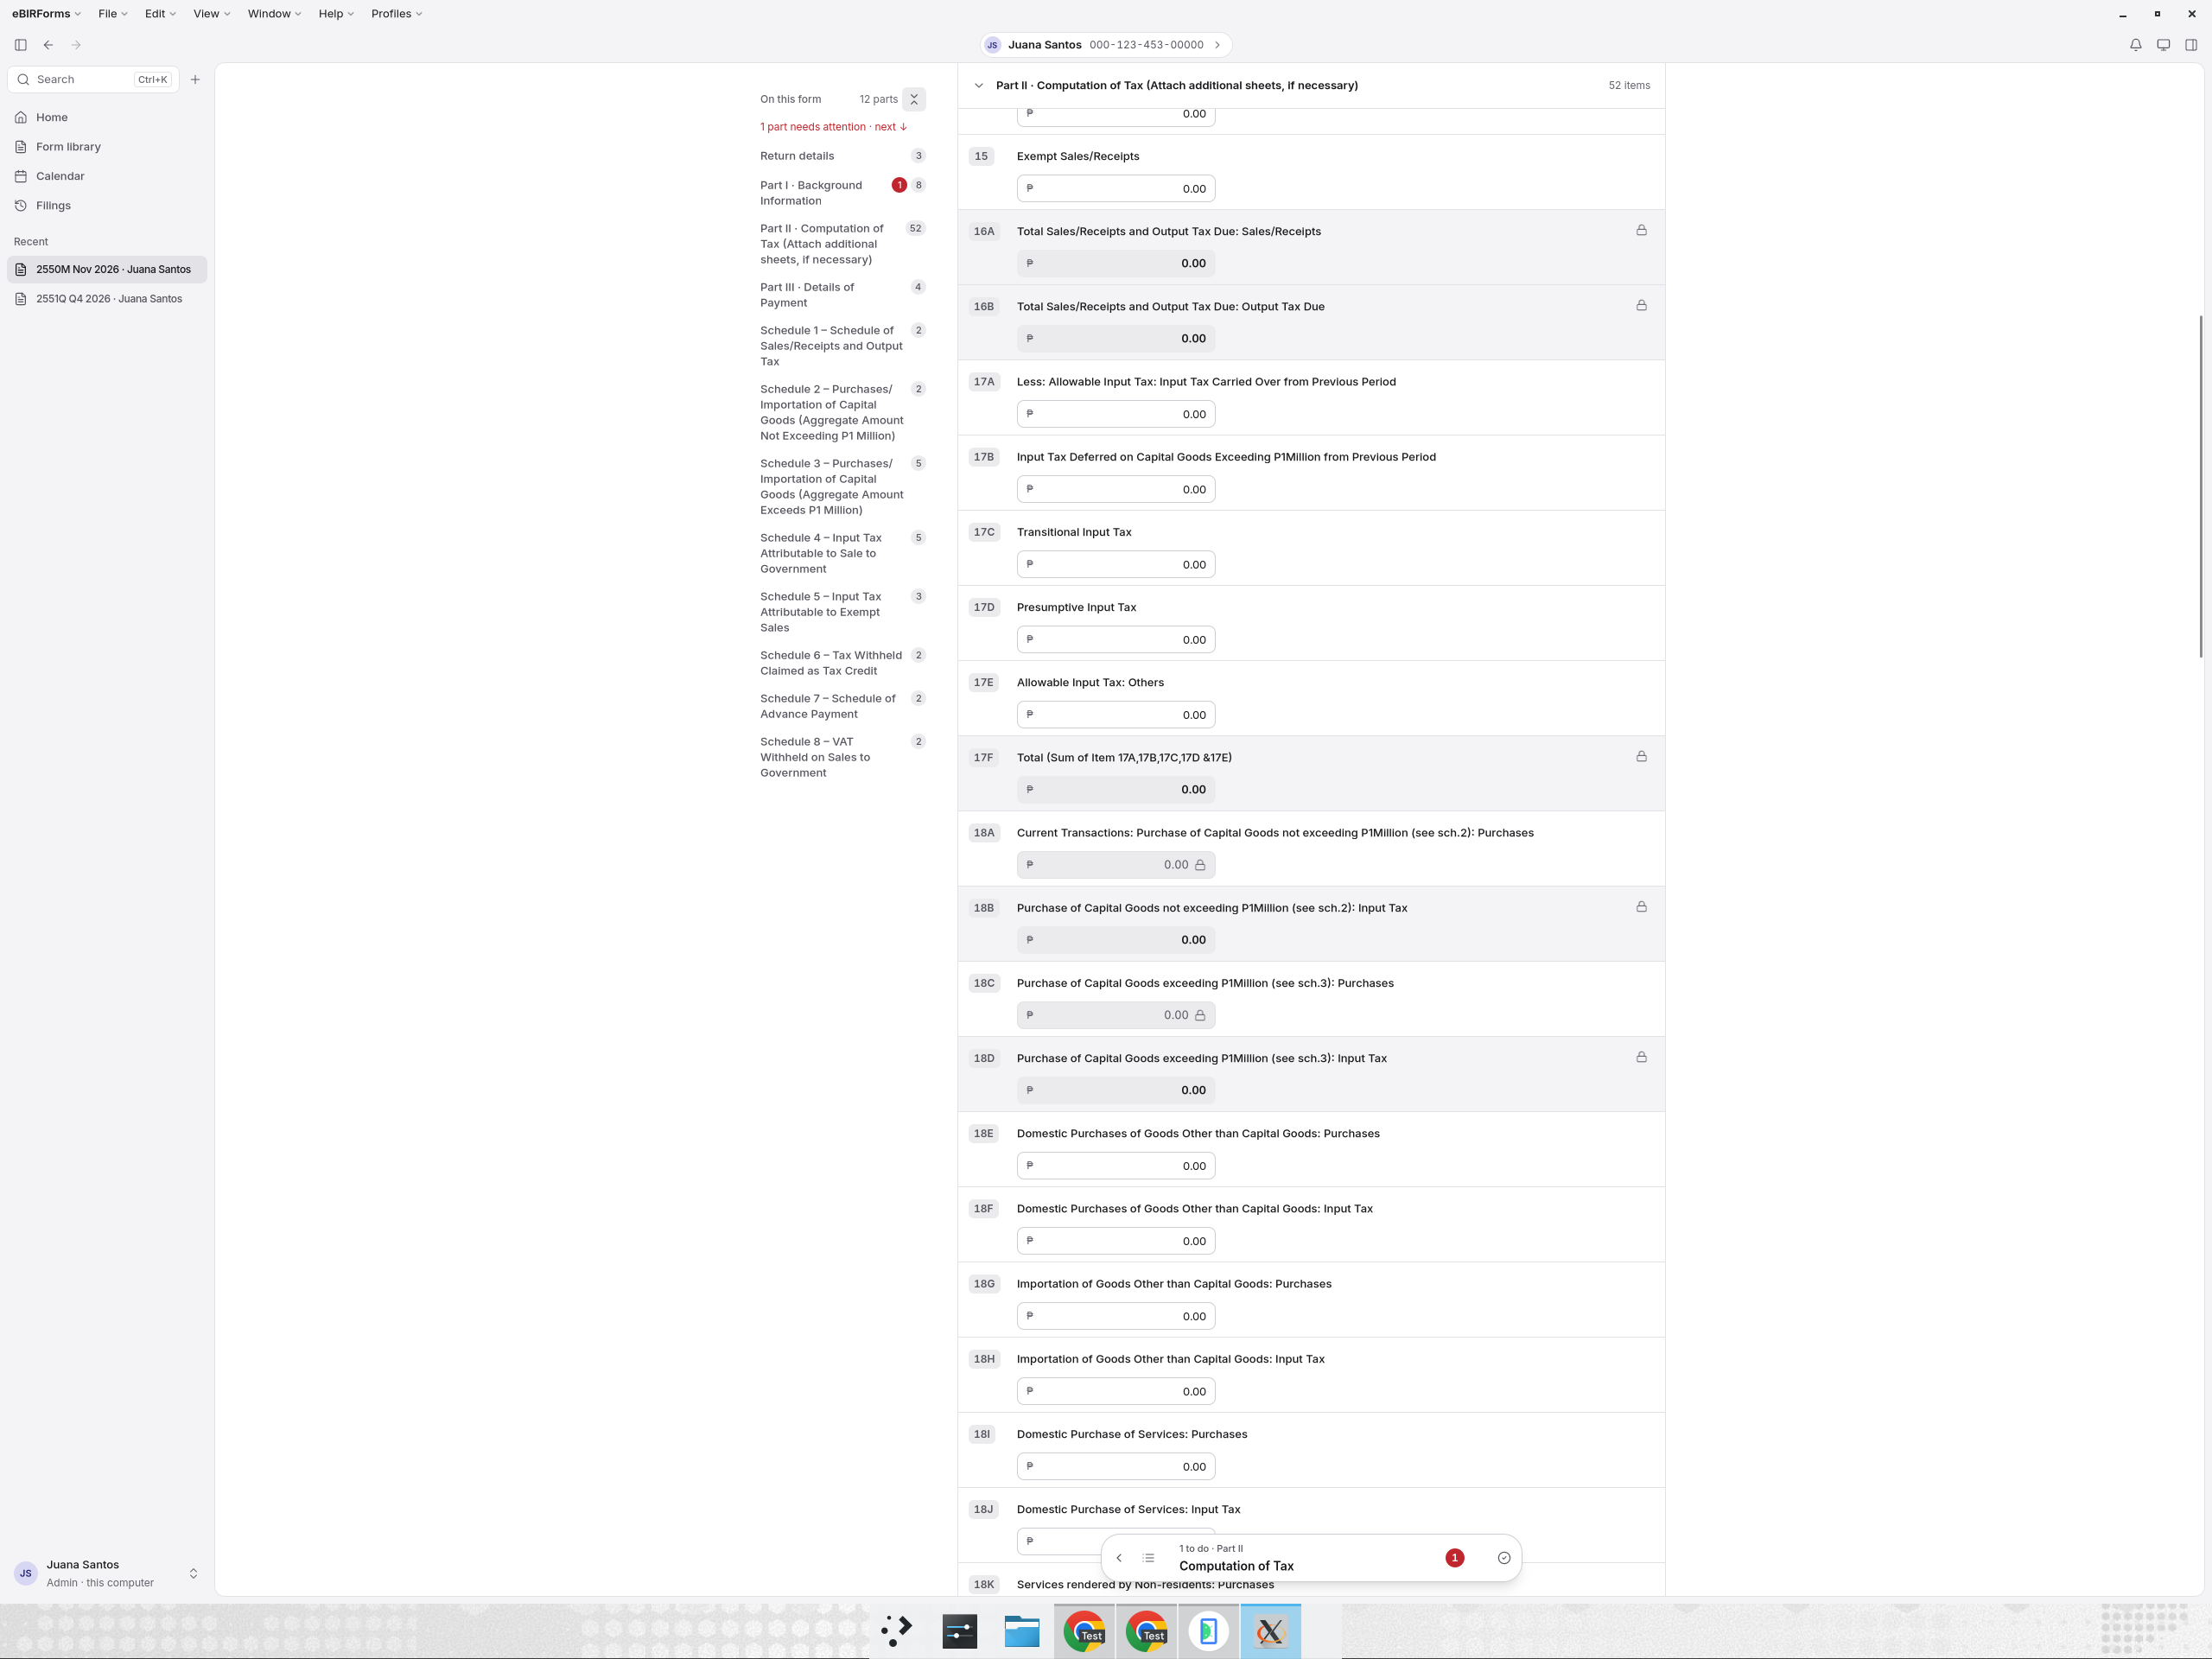 eBIRForms File Edit View Window Help Profiles
JS Juana Santos 000-123-453-00000
Search Ctrl+K
Home
Form library
Calendar
Filings
Recent
2550M Nov 2026 · Juana Santos
2551Q Q4 2026 · Juana Santos
JS Juana Santos
Admin · this computer
On this form 12 parts
1 part needs attention · next ↓
Return details 3
Part I · Background 1 8
Information
Part II · Computation of 52
Tax (Attach additional
sheets, if necessary)
Part III · Details of 4
Payment
Schedule 1 – Schedule of 2
Sales/Receipts and Output
Tax
Schedule 2 – Purchases/ 2
Importation of Capital
Goods (Aggregate Amount
Not Exceeding P1 Million)
Schedule 3 – Purchases/ 5
Importation of Capital
Goods (Aggregate Amount
Exceeds P1 Million)
Schedule 4 – Input Tax 5
Attributable to Sale to
Government
Schedule 5 – Input Tax 3
Attributable to Exempt
Sales
Schedule 6 – Tax Withheld 2
Claimed as Tax Credit
Schedule 7 – Schedule of 2
Advance Payment
Schedule 8 – VAT 2
Withheld on Sales to
Government
Part II · Computation of Tax (Attach additional sheets, if necessary) 52 items
₱ 0.00
15 Exempt Sales/Receipts
₱ 0.00
16A Total Sales/Receipts and Output Tax Due: Sales/Receipts
₱ 0.00
16B Total Sales/Receipts and Output Tax Due: Output Tax Due
₱ 0.00
17A Less: Allowable Input Tax: Input Tax Carried Over from Previous Period
₱ 0.00
17B Input Tax Deferred on Capital Goods Exceeding P1Million from Previous Period
₱ 0.00
17C Transitional Input Tax
₱ 0.00
17D Presumptive Input Tax
₱ 0.00
17E Allowable Input Tax: Others
₱ 0.00
17F Total (Sum of Item 17A,17B,17C,17D &17E)
₱ 0.00
18A Current Transactions: Purchase of Capital Goods not exceeding P1Million (see sch.2): Purchases
₱ 0.00
18B Purchase of Capital Goods not exceeding P1Million (see sch.2): Input Tax
₱ 0.00
18C Purchase of Capital Goods exceeding P1Million (see sch.3): Purchases
₱ 0.00
18D Purchase of Capital Goods exceeding P1Million (see sch.3): Input Tax
₱ 0.00
18E Domestic Purchases of Goods Other than Capital Goods: Purchases
₱ 0.00
18F Domestic Purchases of Goods Other than Capital Goods: Input Tax
₱ 0.00
18G Importation of Goods Other than Capital Goods: Purchases
₱ 0.00
18H Importation of Goods Other than Capital Goods: Input Tax
₱ 0.00
18I Domestic Purchase of Services: Purchases
₱ 0.00
18J Domestic Purchase of Services: Input Tax
₱
1 to do · Part II
Computation of Tax 1
18K Services rendered by Non-residents: Purchases
Test Test